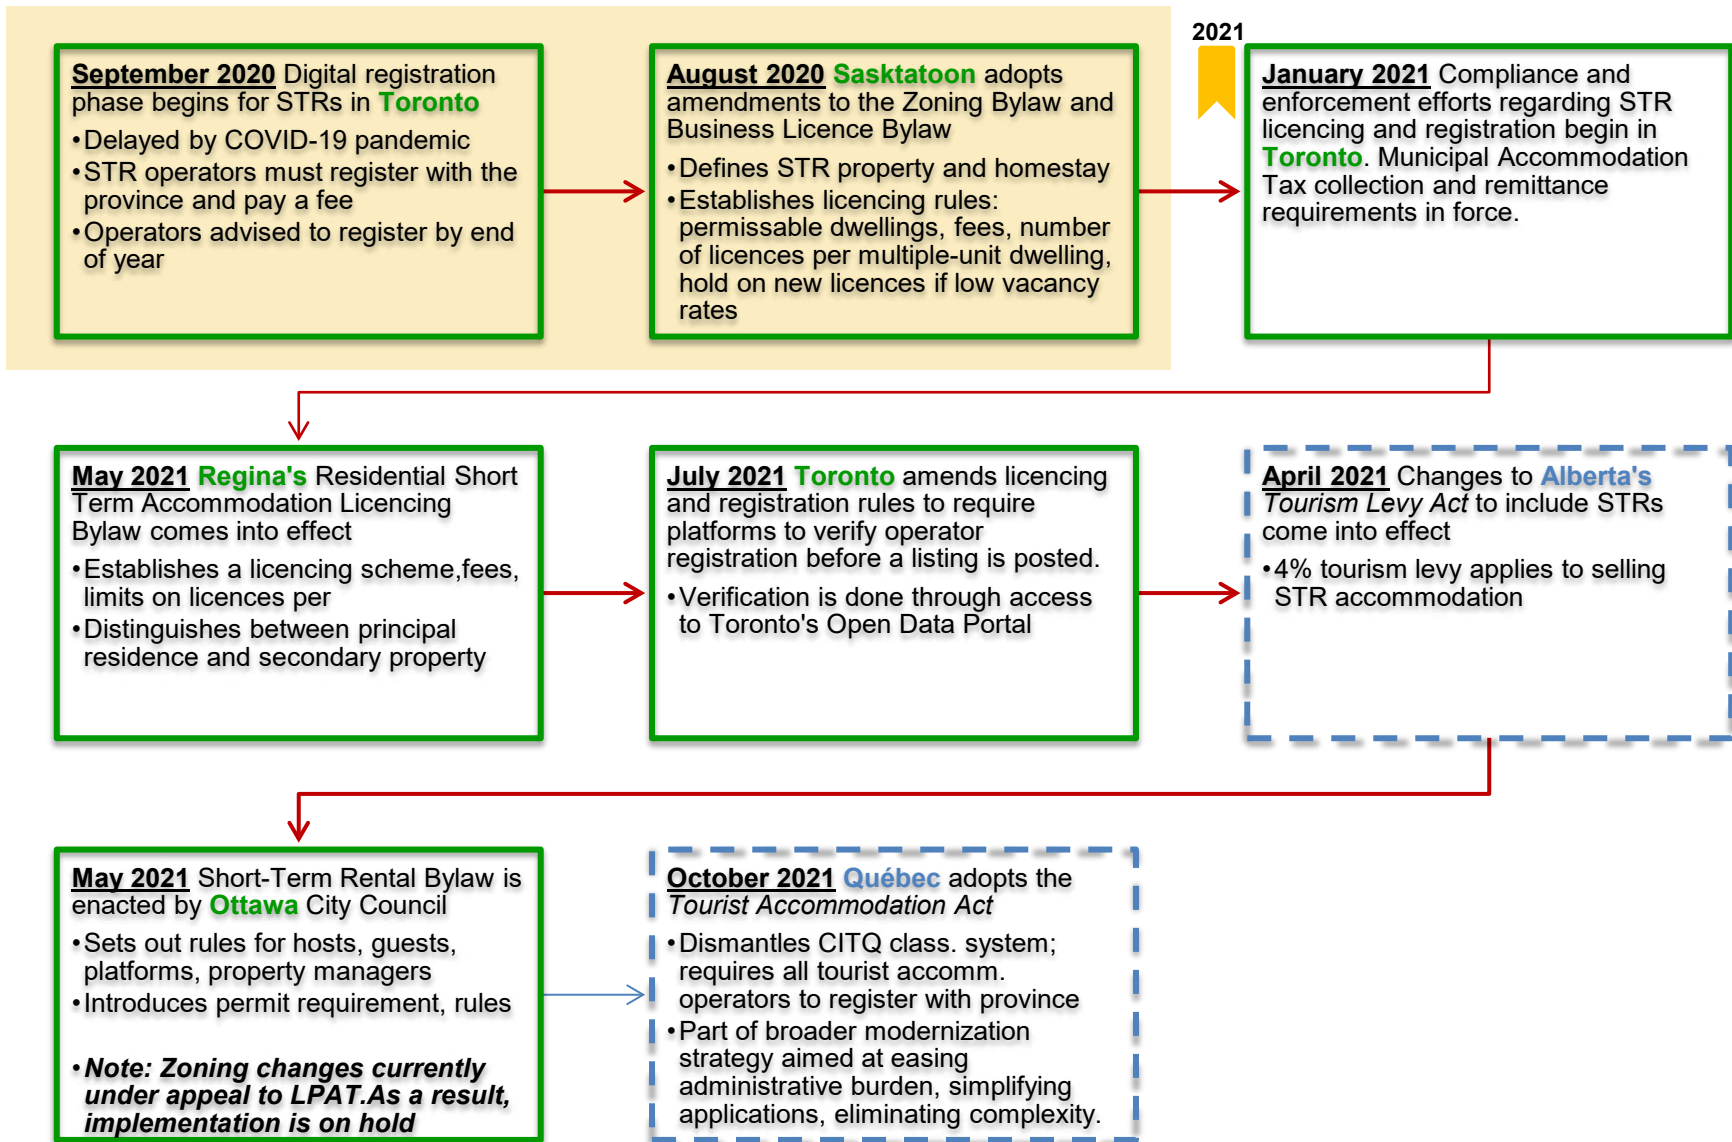 September 2020 Digital registration
phase begins for STRs in Toronto
•Delayed by COVID-19 pandemic
•STR operators must register with the
province and pay a fee
•Operators advised to register by end
of year
August 2020 Sasktatoon adopts
amendments to the Zoning Bylaw and
Business Licence Bylaw
•Defines STR property and homestay
•Establishes licencing rules:
permissable dwellings, fees, number
of licences per multiple-unit dwelling,
hold on new licences if low vacancy
rates
2021
January 2021 Compliance and
enforcement efforts regarding STR
licencing and registration begin in
Toronto. Municipal Accommodation
Tax collection and remittance
requirements in force.
May 2021 Regina's Residential Short
Term Accommodation Licencing
Bylaw comes into effect
•Establishes a licencing scheme,fees,
limits on licences per
•Distinguishes between principal
residence and secondary property
July 2021 Toronto amends licencing
and registration rules to require
platforms to verify operator
registration before a listing is posted.
•Verification is done through access
to Toronto's Open Data Portal
April 2021 Changes to Alberta's
Tourism Levy Act to include STRs
come into effect
•4% tourism levy applies to selling
STR accommodation
May 2021 Short-Term Rental Bylaw is
enacted by Ottawa City Council
•Sets out rules for hosts, guests,
platforms, property managers
•Introduces permit requirement, rules
•Note: Zoning changes currently
under appeal to LPAT.As a result,
implementation is on hold
October 2021 Québec adopts the
Tourist Accommodation Act
•Dismantles CITQ class. system;
requires all tourist accomm.
operators to register with province
•Part of broader modernization
strategy aimed at easing
administrative burden, simplifying
applications, eliminating complexity.